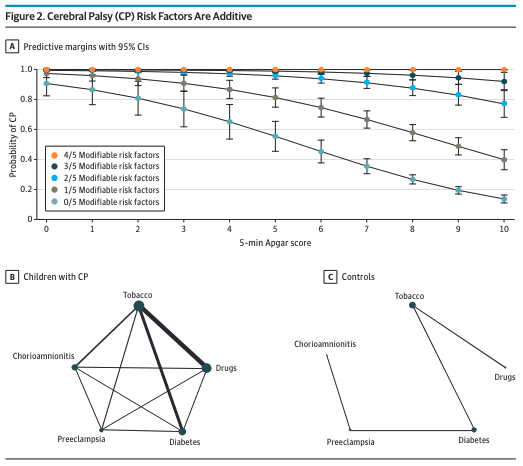 Figure 2. Cerebral Palsy (CP) Risk Factors Are Additive
A Predictive margins with 95% CIs
1.0
0.8
0.6
0.4
0.2
0
Probability of CP
4/5 Modifiable risk factors
3/5 Modifiable risk factors
2/5 Modifiable risk factors
1/5 Modifiable risk factors
0/5 Modifiable risk factors
0 1 2 3 4 5 6 7 8 9 10
5-min Apgar score
B Children with CP
Tobacco
Chorioamnionitis
Drugs
Preeclampsia
Diabetes
C Controls
Tobacco
Chorioamnionitis
Drugs
Preeclampsia
Diabetes